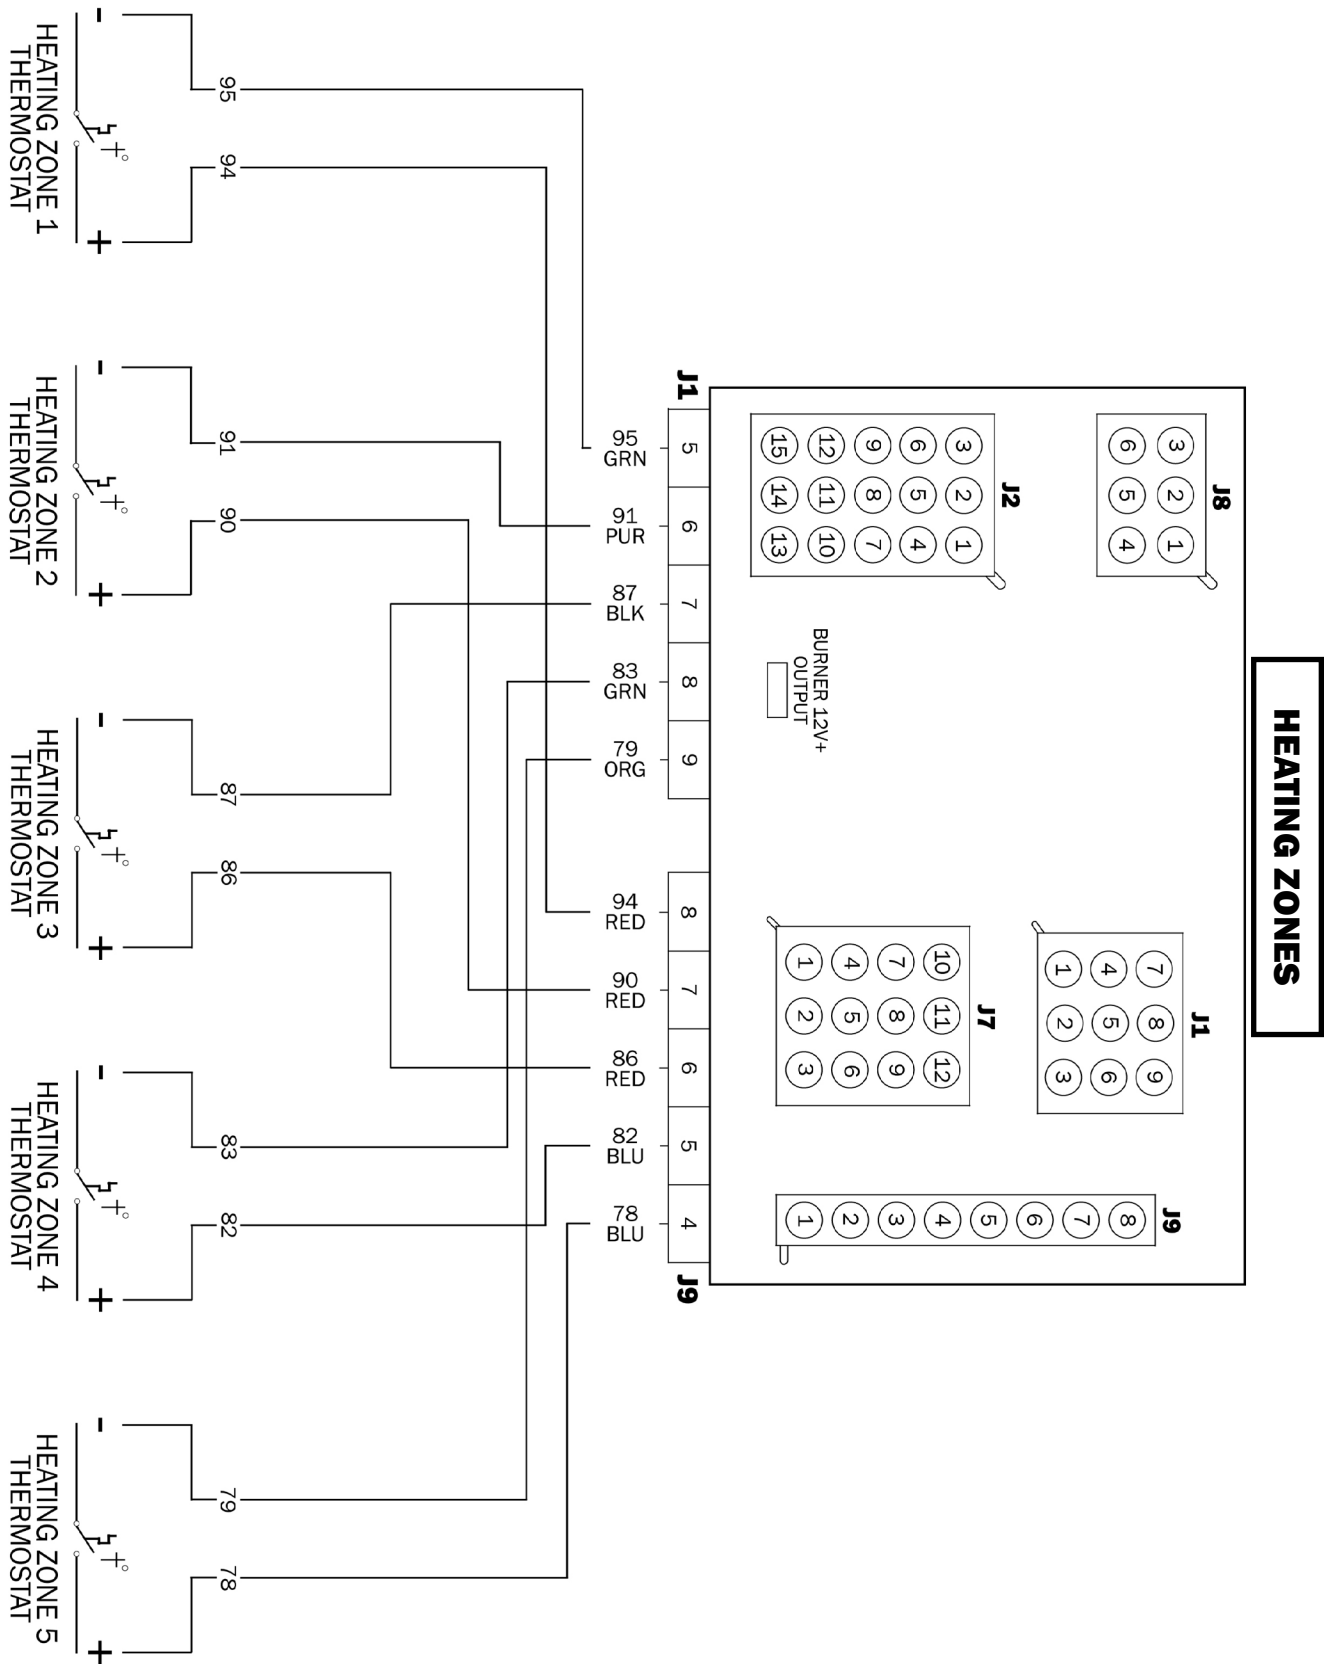 HEATING ZONES
J8
3 2 1
6 5 4
J2
3 2 1
6 5 4
9 8 7
12 11 10
15 14 13
BURNER 12V+
OUTPUT
J1
7 8 9
4 5 6
1 2 3
J7
10 11 12
7 8 9
4 5 6
1 2 3
J9
8
7
6
5
4
3
2
1
J1
5
6
7
8
9
8
7
6
5
4
J9
95
GRN
91
PUR
87
BLK
83
GRN
79
ORG
94
RED
90
RED
86
RED
82
BLU
78
BLU
95
94
91
90
87
86
83
82
79
78
- +
HEATING ZONE 1
THERMOSTAT
- +
HEATING ZONE 2
THERMOSTAT
- +
HEATING ZONE 3
THERMOSTAT
- +
HEATING ZONE 4
THERMOSTAT
- +
HEATING ZONE 5
THERMOSTAT